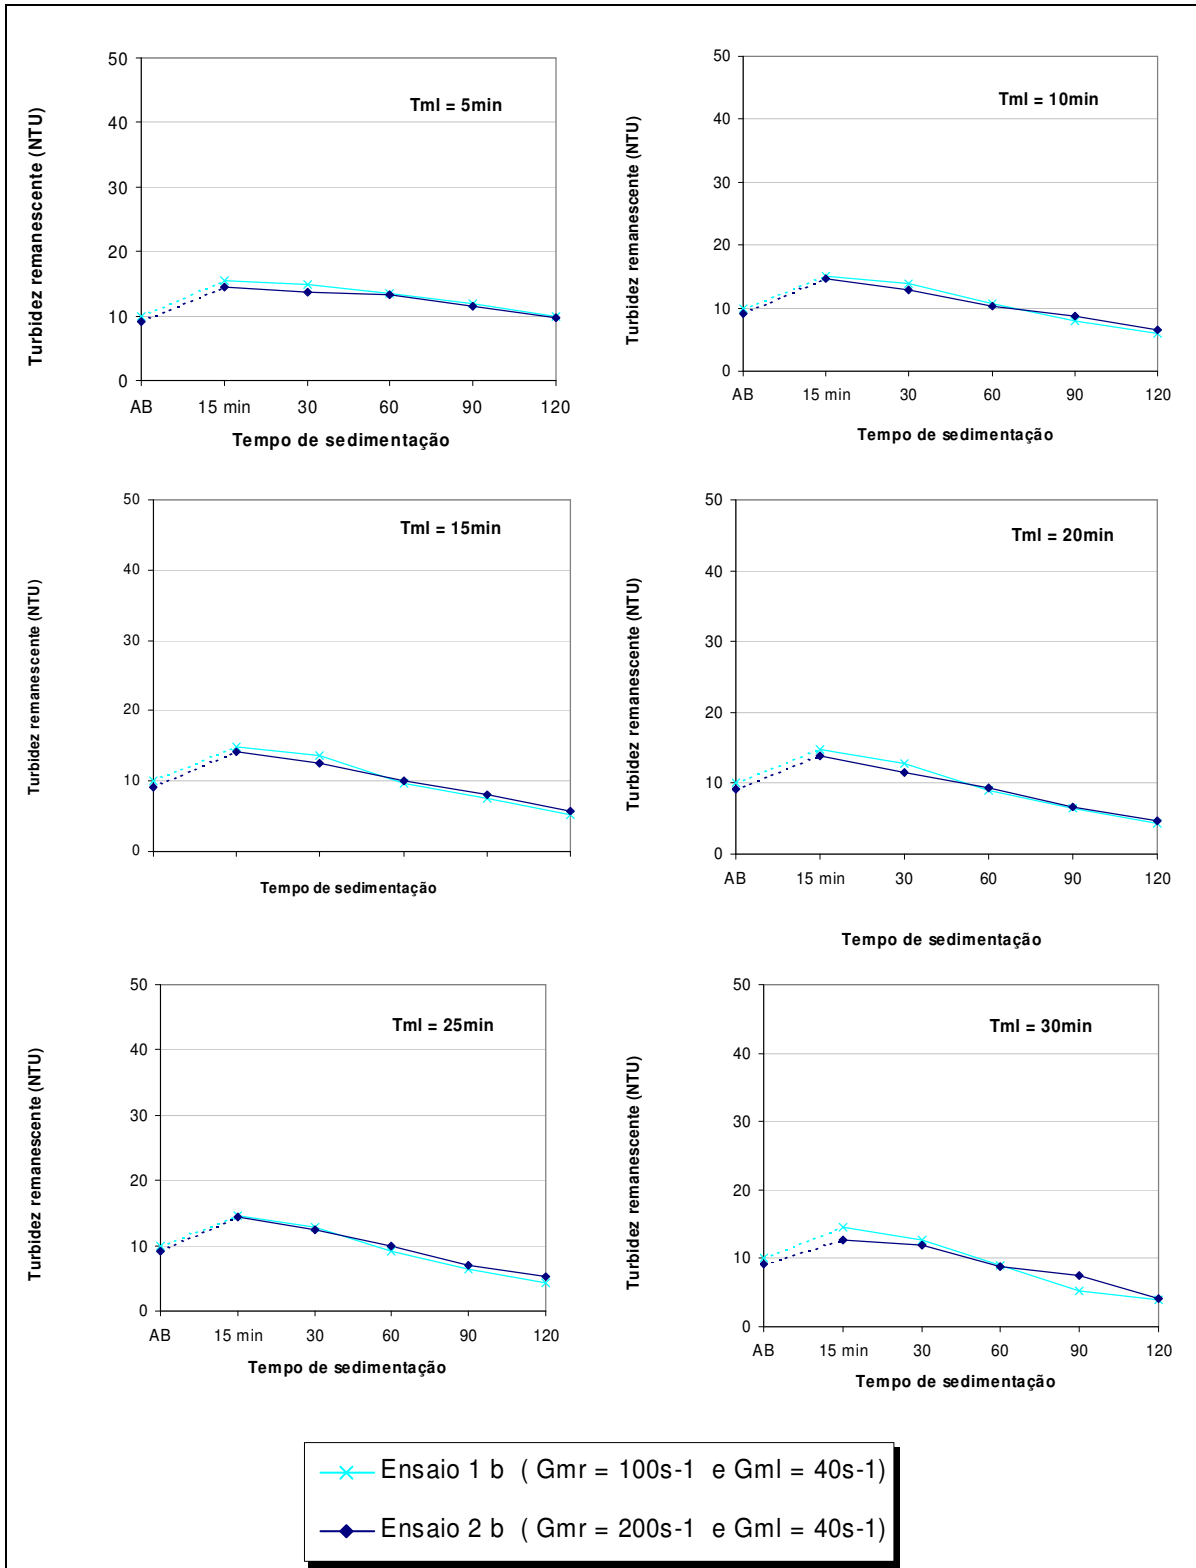 Tml = 5min
Turbidez remanescente (NTU)
50
40
30
20
10
0
AB 15 min 30 60 90 120
Tempo de sedimentação
Tml = 10min
Turbidez remanescente (NTU)
50
40
30
20
10
0
AB 15 min 30 60 90 120
Tempo de sedimentação
Tml = 15min
Turbidez remanescente (NTU)
50
40
30
20
10
0
Tempo de sedimentação
Tml = 20min
Turbidez remanescente (NTU)
50
40
30
20
10
0
AB 15 min 30 60 90 120
Tempo de sedimentação
Tml = 25min
Turbidez remanescente (NTU)
50
40
30
20
10
0
AB 15 min 30 60 90 120
Tempo de sedimentação
Tml = 30min
Turbidez remanescente (NTU)
50
40
30
20
10
0
AB 15 min 30 60 90 120
Tempo de sedimentação
Ensaio 1 b ( Gmr = 100s-1 e Gml = 40s-1)
Ensaio 2 b ( Gmr = 200s-1 e Gml = 40s-1)